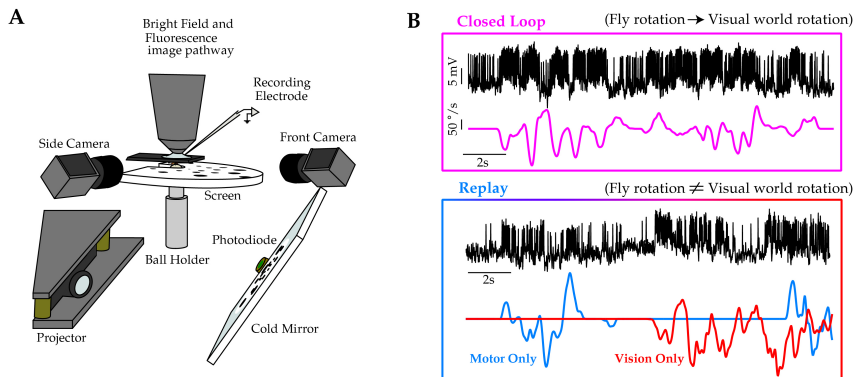 A
Bright Field and
Fluorescence
image pathway
Recording
Electrode
Side Camera
Front Camera
Screen
Photodiode
Ball Holder
Projector
Cold Mirror
B
Closed Loop (Fly rotation → Visual world rotation)
5 mV
50 °/s
2s
Replay (Fly rotation ≠ Visual world rotation)
2s
Motor Only
Vision Only